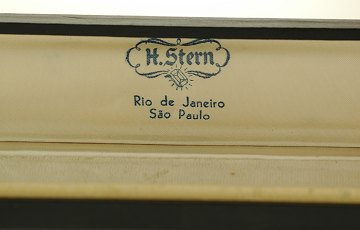 H.Stern
Rio de Janeiro
São Paulo